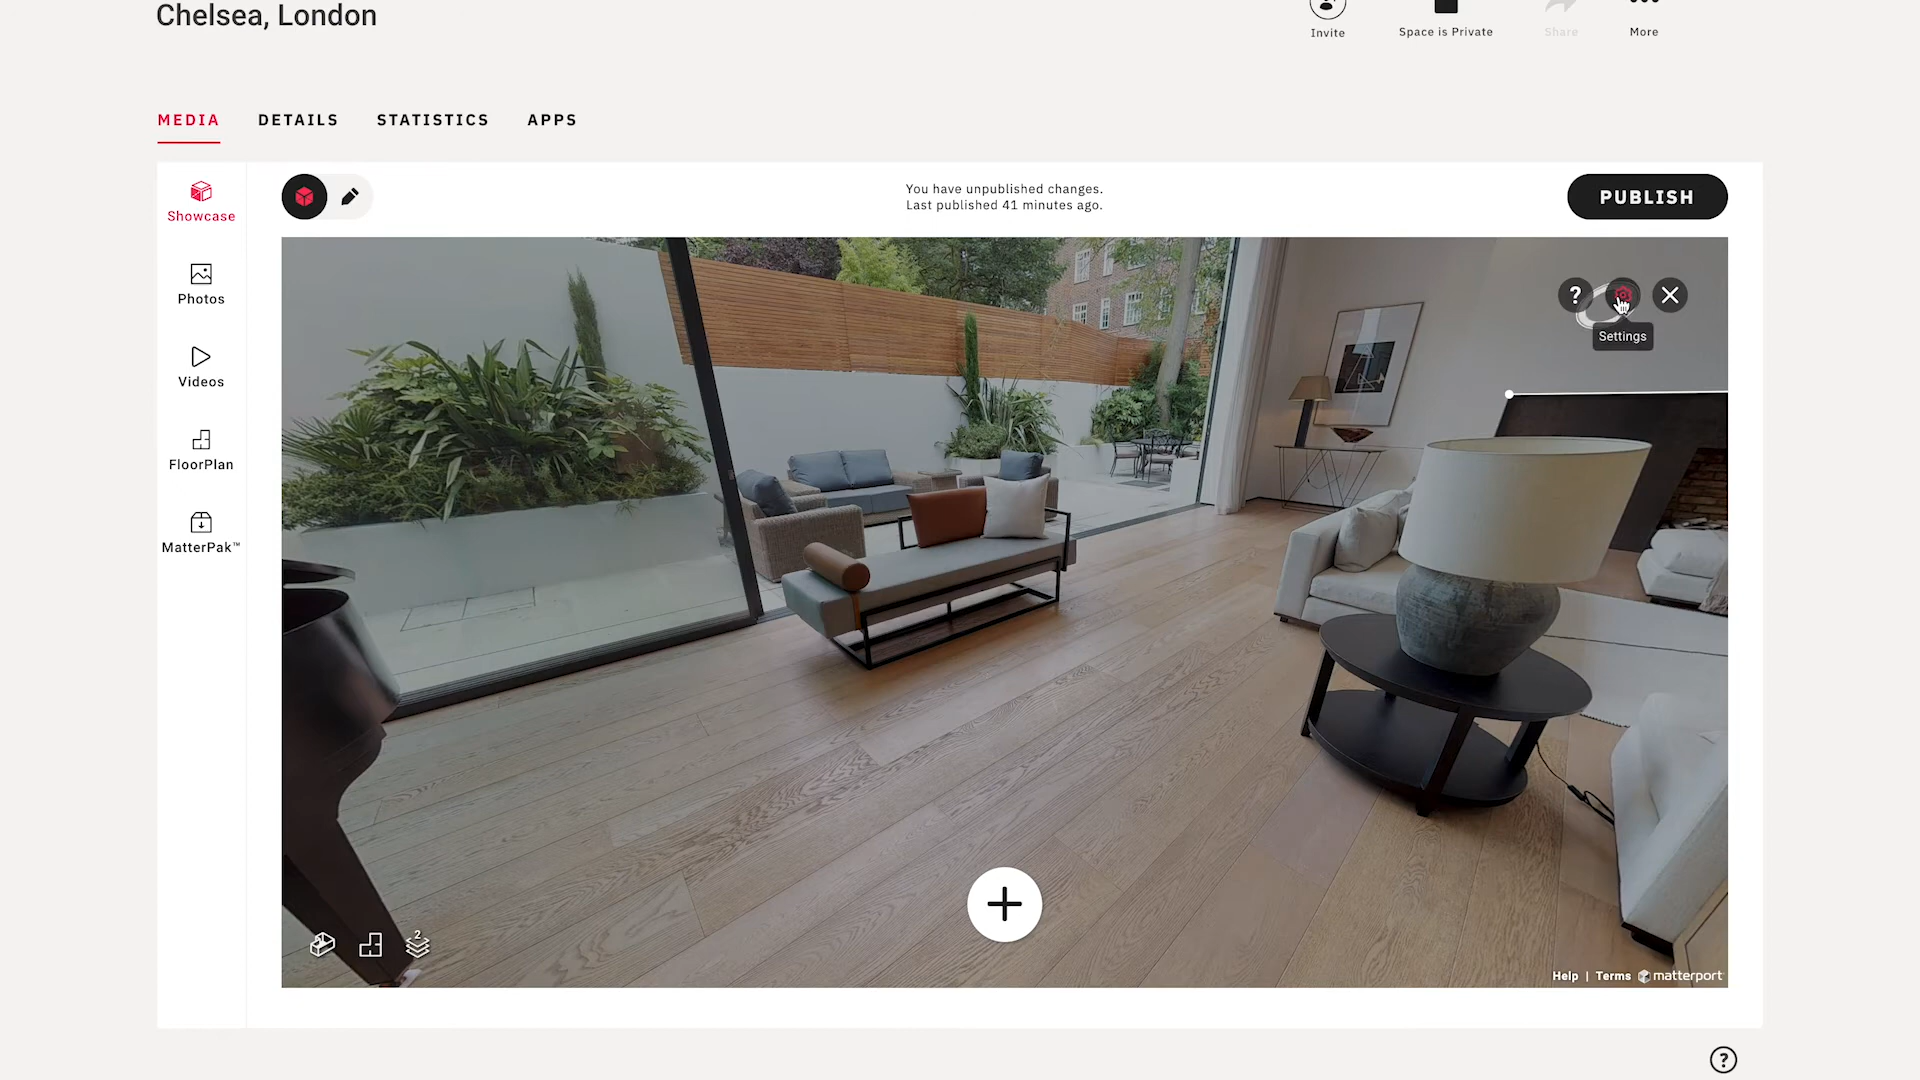 Chelsea, London
Invite
Space is Private
Share
More
MEDIA
DETAILS
STATISTICS
APPS
Showcase
Photos
Videos
FloorPlan
MatterPak™
You have unpublished changes.
Last published 41 minutes ago.
PUBLISH
?
Settings
2
Help | Terms matterport
?